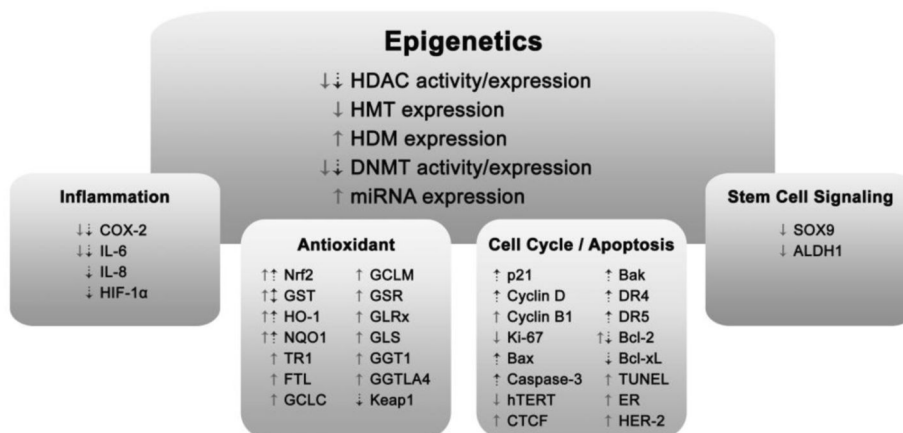 Epigenetics
↓⇣ HDAC activity/expression
↓ HMT expression
↑ HDM expression
↓⇣ DNMT activity/expression
↑ miRNA expression
Inflammation
↓⇣ COX-2
↓⇣ IL-6
⇣ IL-8
⇣ HIF-1α
Antioxidant
↑⇡ Nrf2
↑↕ GST
↑⇡ HO-1
↑⇡ NQO1
↑ TR1
↑ FTL
↑ GCLC
↑ GCLM
↑ GSR
↑ GLRx
↑ GLS
↑ GGT1
↑ GGTLA4
⇣ Keap1
Cell Cycle / Apoptosis
⇡ p21
⇡ Cyclin D
↑ Cyclin B1
↓ Ki-67
⇡ Bax
⇡ Caspase-3
↓ hTERT
↑ CTCF
⇡ Bak
⇡ DR4
⇡ DR5
↑⇣ Bcl-2
⇣ Bcl-xL
↑ TUNEL
↑ ER
↑ HER-2
Stem Cell Signaling
↓ SOX9
↓ ALDH1